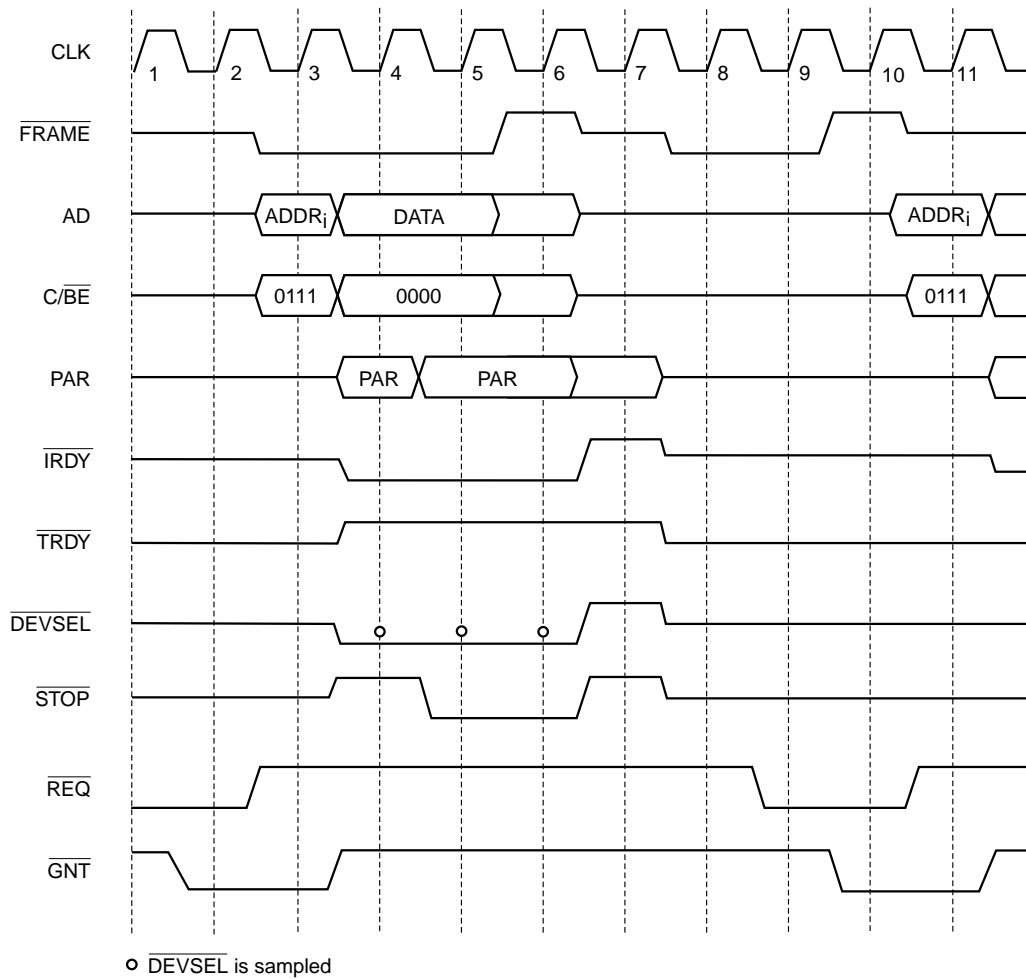 CLK
1 2 3 4 5 6 7 8 9 10 11
FRAME
AD ADDRi DATA ADDRi
C/BE 0111 0000 0111
PAR PAR PAR
IRDY
TRDY
DEVSEL
STOP
REQ
GNT
DEVSEL is sampled